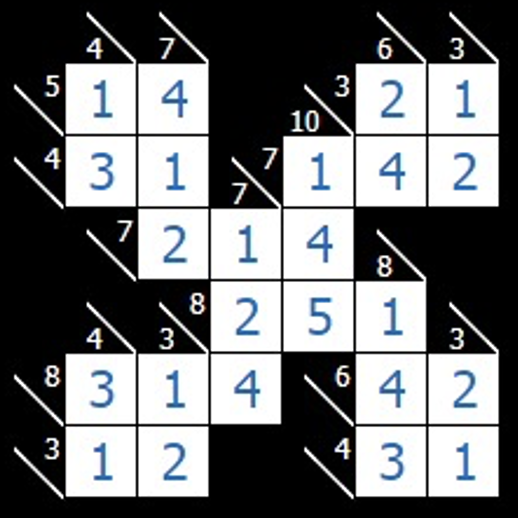 4 7 6 3
5 1 4 3 2 1
10
4 3 1 7 1 4 2
7
7 2 1 4
8
8 2 5 1
4 3 3
8 3 1 4 6 4 2
3 1 2 4 3 1